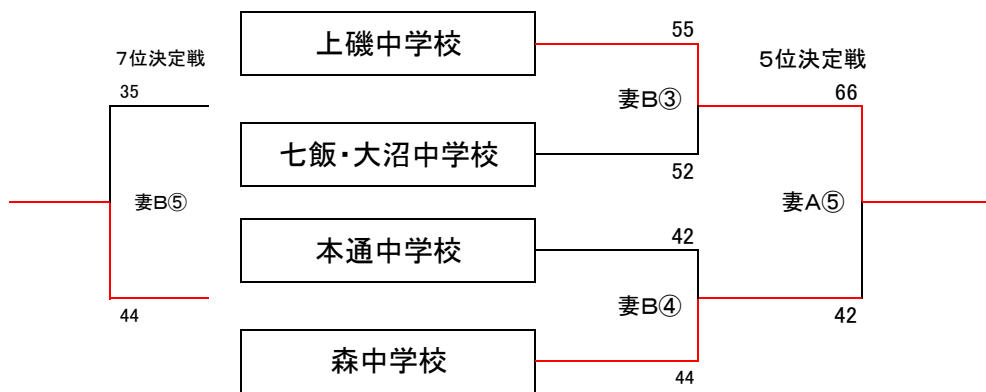 上磯中学校
55
7位決定戦
5位決定戦
35
妻B③
66
七飯・大沼中学校
52
妻B⑤
妻A⑤
本通中学校
42
妻B④
44
42
森中学校
44